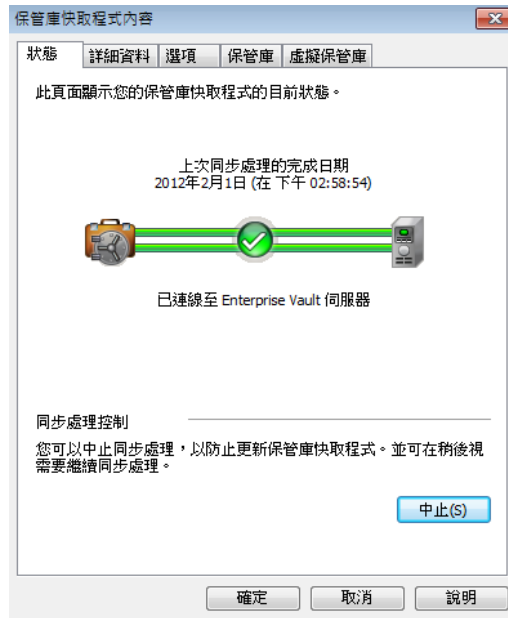 保管庫快取程式內容
狀態 詳細資料 選項 保管庫 虛擬保管庫
此頁面顯示您的保管庫快取程式的目前狀態。
上次同步處理的完成日期
2012年2月1日 (在 下午 02:58:54)
已連線至 Enterprise Vault 伺服器
同步處理控制
您可以中止同步處理，以防止更新保管庫快取程式。並可在稍後視
需要繼續同步處理。
中止(S)
確定 取消 說明